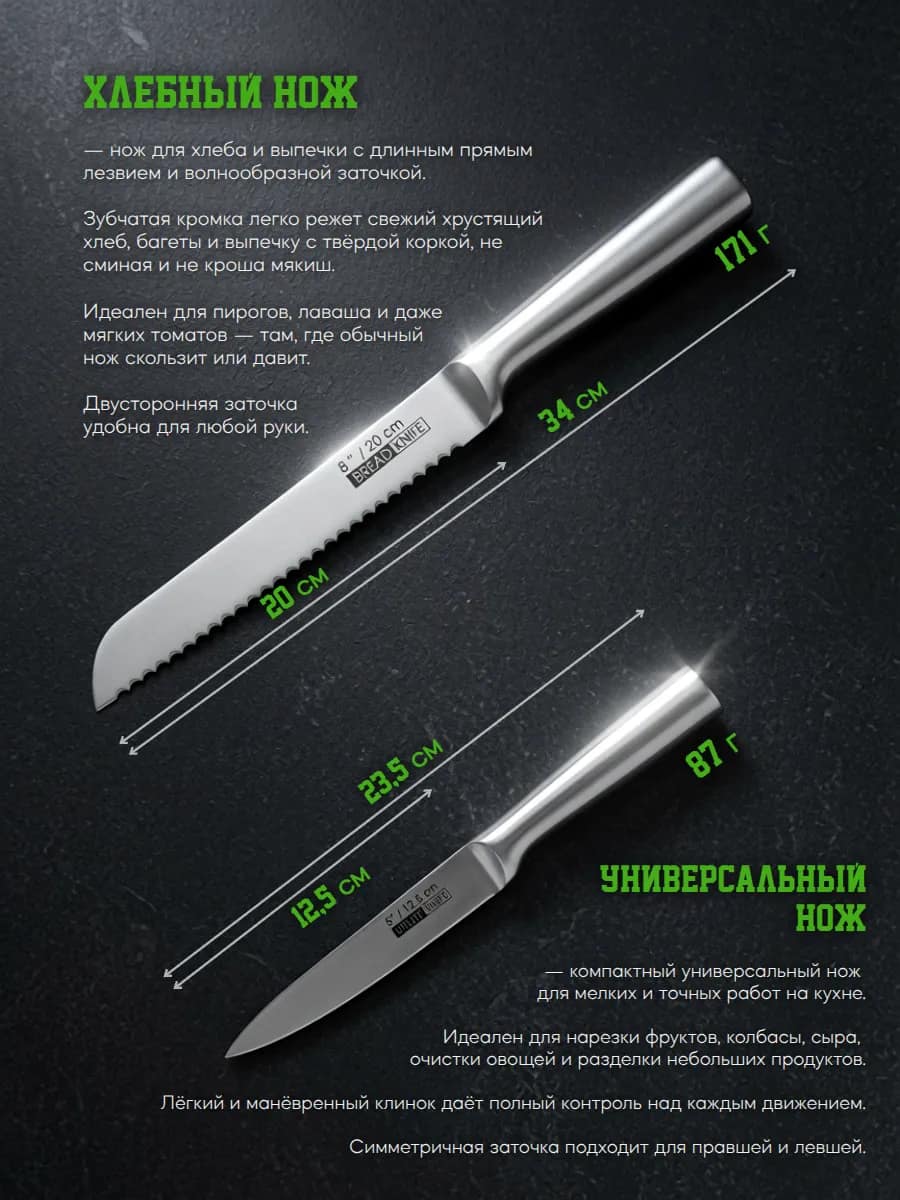 ХЛЕБНЫЙ НОЖ
— нож для хлеба и выпечки с длинным прямым
лезвием и волнообразной заточкой.
Зубчатая кромка легко режет свежий хрустящий
хлеб, багеты и выпечку с твёрдой коркой, не
сминая и не кроша мякиш.
Идеален для пирогов, лаваша и даже
мягких томатов — там, где обычный
нож скользит или давит.
Двусторонняя заточка
удобна для любой руки.
171 г
34 см
8" / 20 cm
BREAD KNIFE
20 см
23,5 см
87 г
12,5 см
5" / 12.5 cm
UTILITY KNIFE
УНИВЕРСАЛЬНЫЙ
НОЖ
— компактный универсальный нож
для мелких и точных работ на кухне.
Идеален для нарезки фруктов, колбасы, сыра,
очистки овощей и разделки небольших продуктов.
Лёгкий и манёвренный клинок даёт полный контроль над каждым движением.
Симметричная заточка подходит для правшей и левшей.